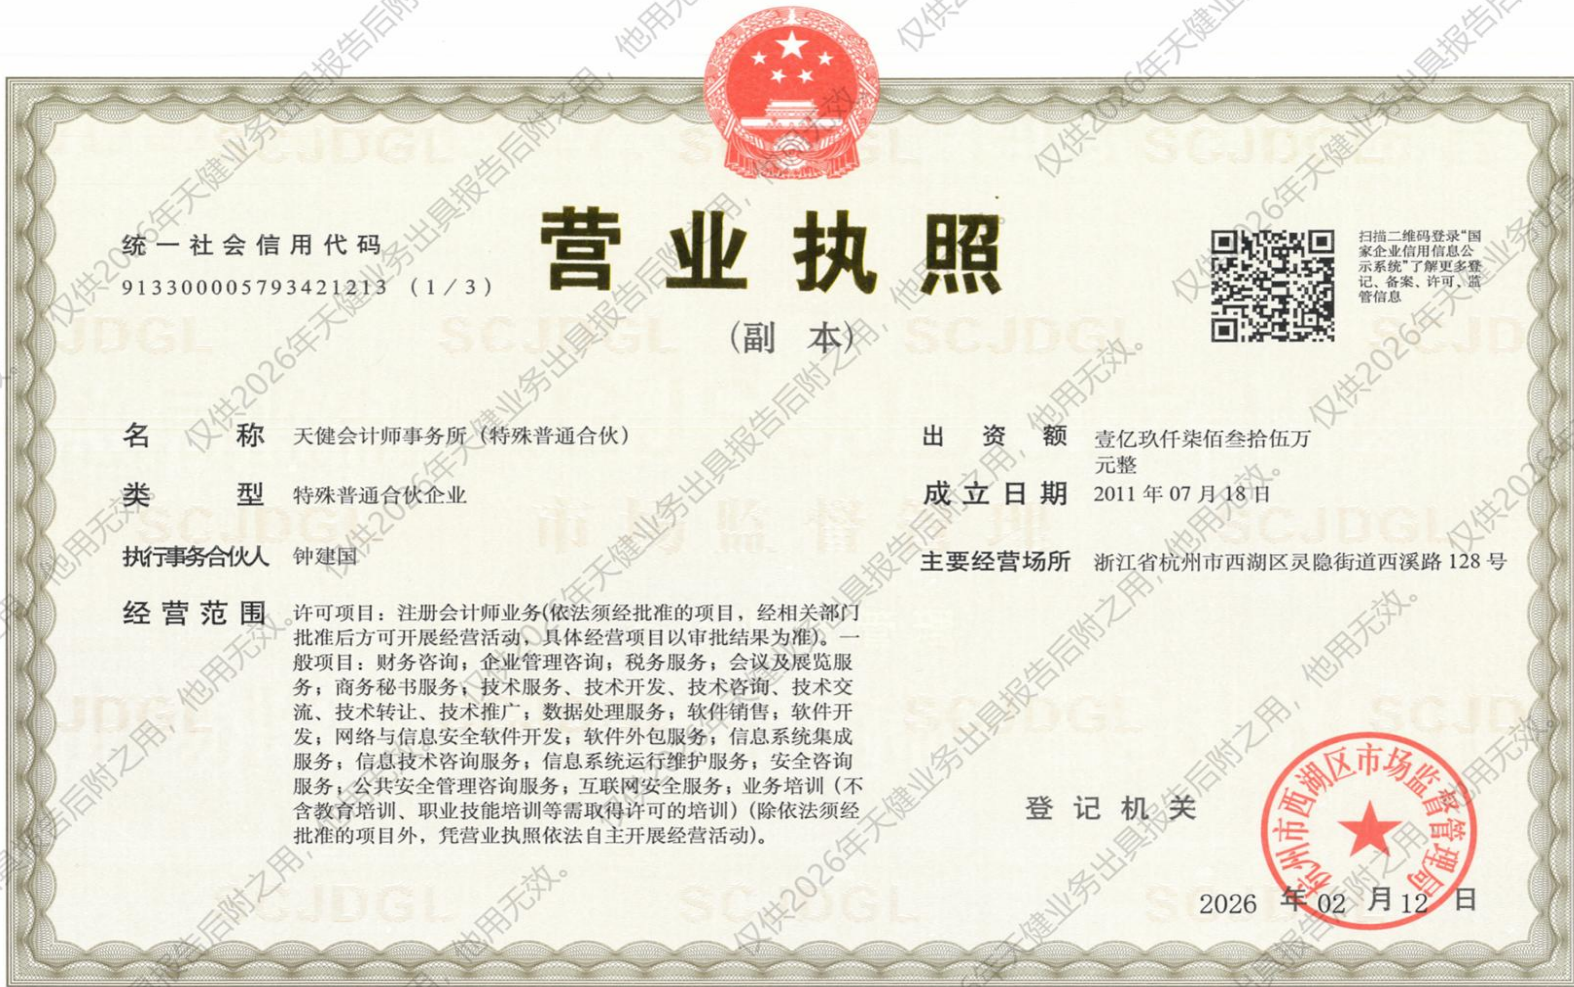 营业执照
(副 本)
统一社会信用代码
913300005793421213 (1/3)
扫描二维码登录“国
家企业信用信息公
示系统”了解更多登
记、备案、许可、监
管信息
名 称 天健会计师事务所（特殊普通合伙）
类 型 特殊普通合伙企业
执行事务合伙人 钟建国
经营范围 许可项目：注册会计师业务(依法须经批准的项目，经相关部门
批准后方可开展经营活动，具体经营项目以审批结果为准)。一
般项目：财务咨询；企业管理咨询；税务服务；会议及展览服
务；商务秘书服务；技术服务、技术开发、技术咨询、技术交
流、技术转让、技术推广；数据处理服务；软件销售；软件开
发；网络与信息安全软件开发；软件外包服务；信息系统集成
服务；信息技术咨询服务；信息系统运行维护服务；安全咨询
服务；公共安全管理咨询服务；互联网安全服务；业务培训（不
含教育培训、职业技能培训等需取得许可的培训）(除依法须经
批准的项目外，凭营业执照依法自主开展经营活动)。
出 资 额 壹亿玖仟柒佰叁拾伍万
元整
成立日期 2011 年 07 月 18 日
主要经营场所 浙江省杭州市西湖区灵隐街道西溪路 128 号
登记机关
杭州市西湖区市场监督管理局
2026 年 02 月 12 日
SCJDGL
市场监督管理
仅供2026年天健业务出具报告后附之用，他用无效。